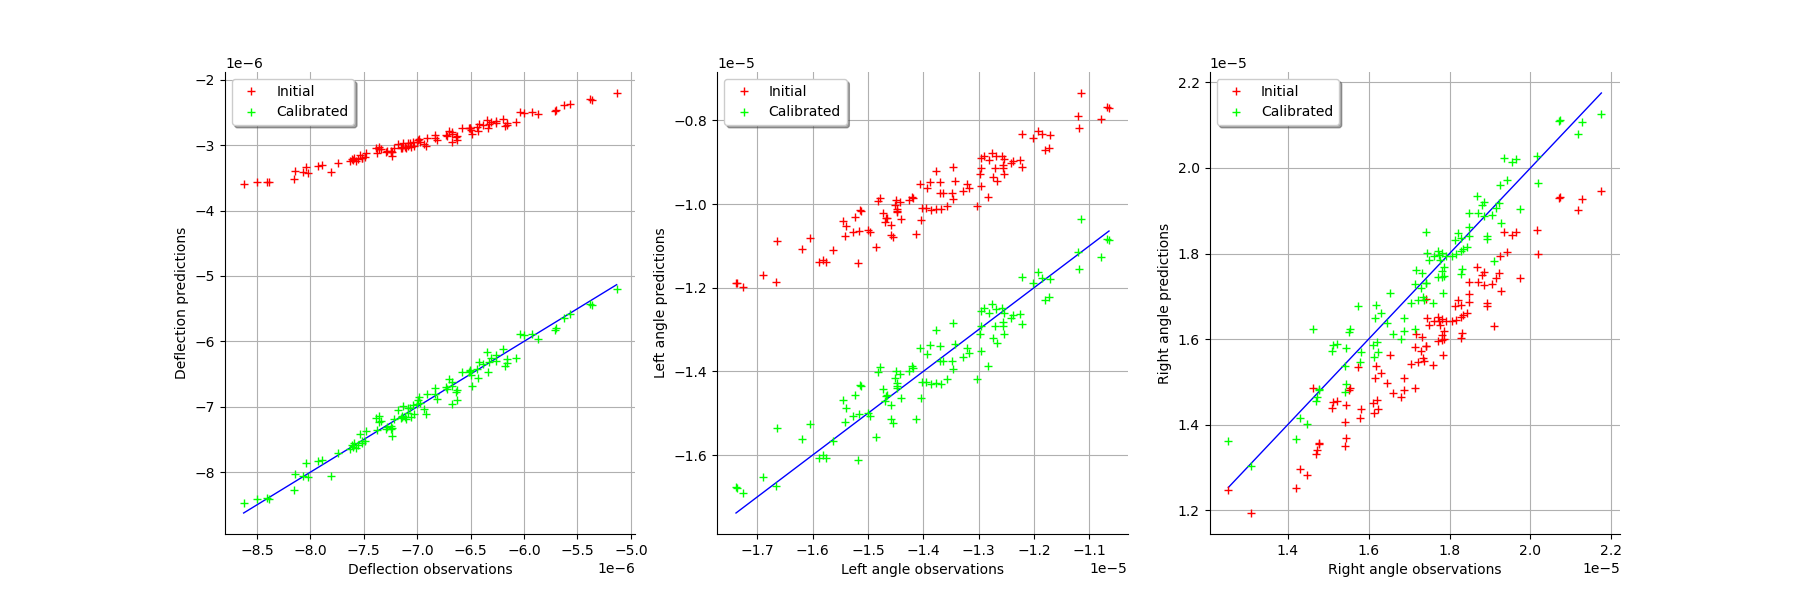 1e−6
Initial
Calibrated
−2
−3
−4
−5
−6
−7
−8
Deflection predictions
−8.5 −8.0 −7.5 −7.0 −6.5 −6.0 −5.5 −5.0
Deflection observations 1e−6
1e−5
Initial
Calibrated
−0.8
−1.0
−1.2
−1.4
−1.6
Left angle predictions
−1.7 −1.6 −1.5 −1.4 −1.3 −1.2 −1.1
Left angle observations 1e−5
1e−5
Initial
Calibrated
2.2
2.0
1.8
1.6
1.4
1.2
Right angle predictions
1.4 1.6 1.8 2.0 2.2
Right angle observations 1e−5